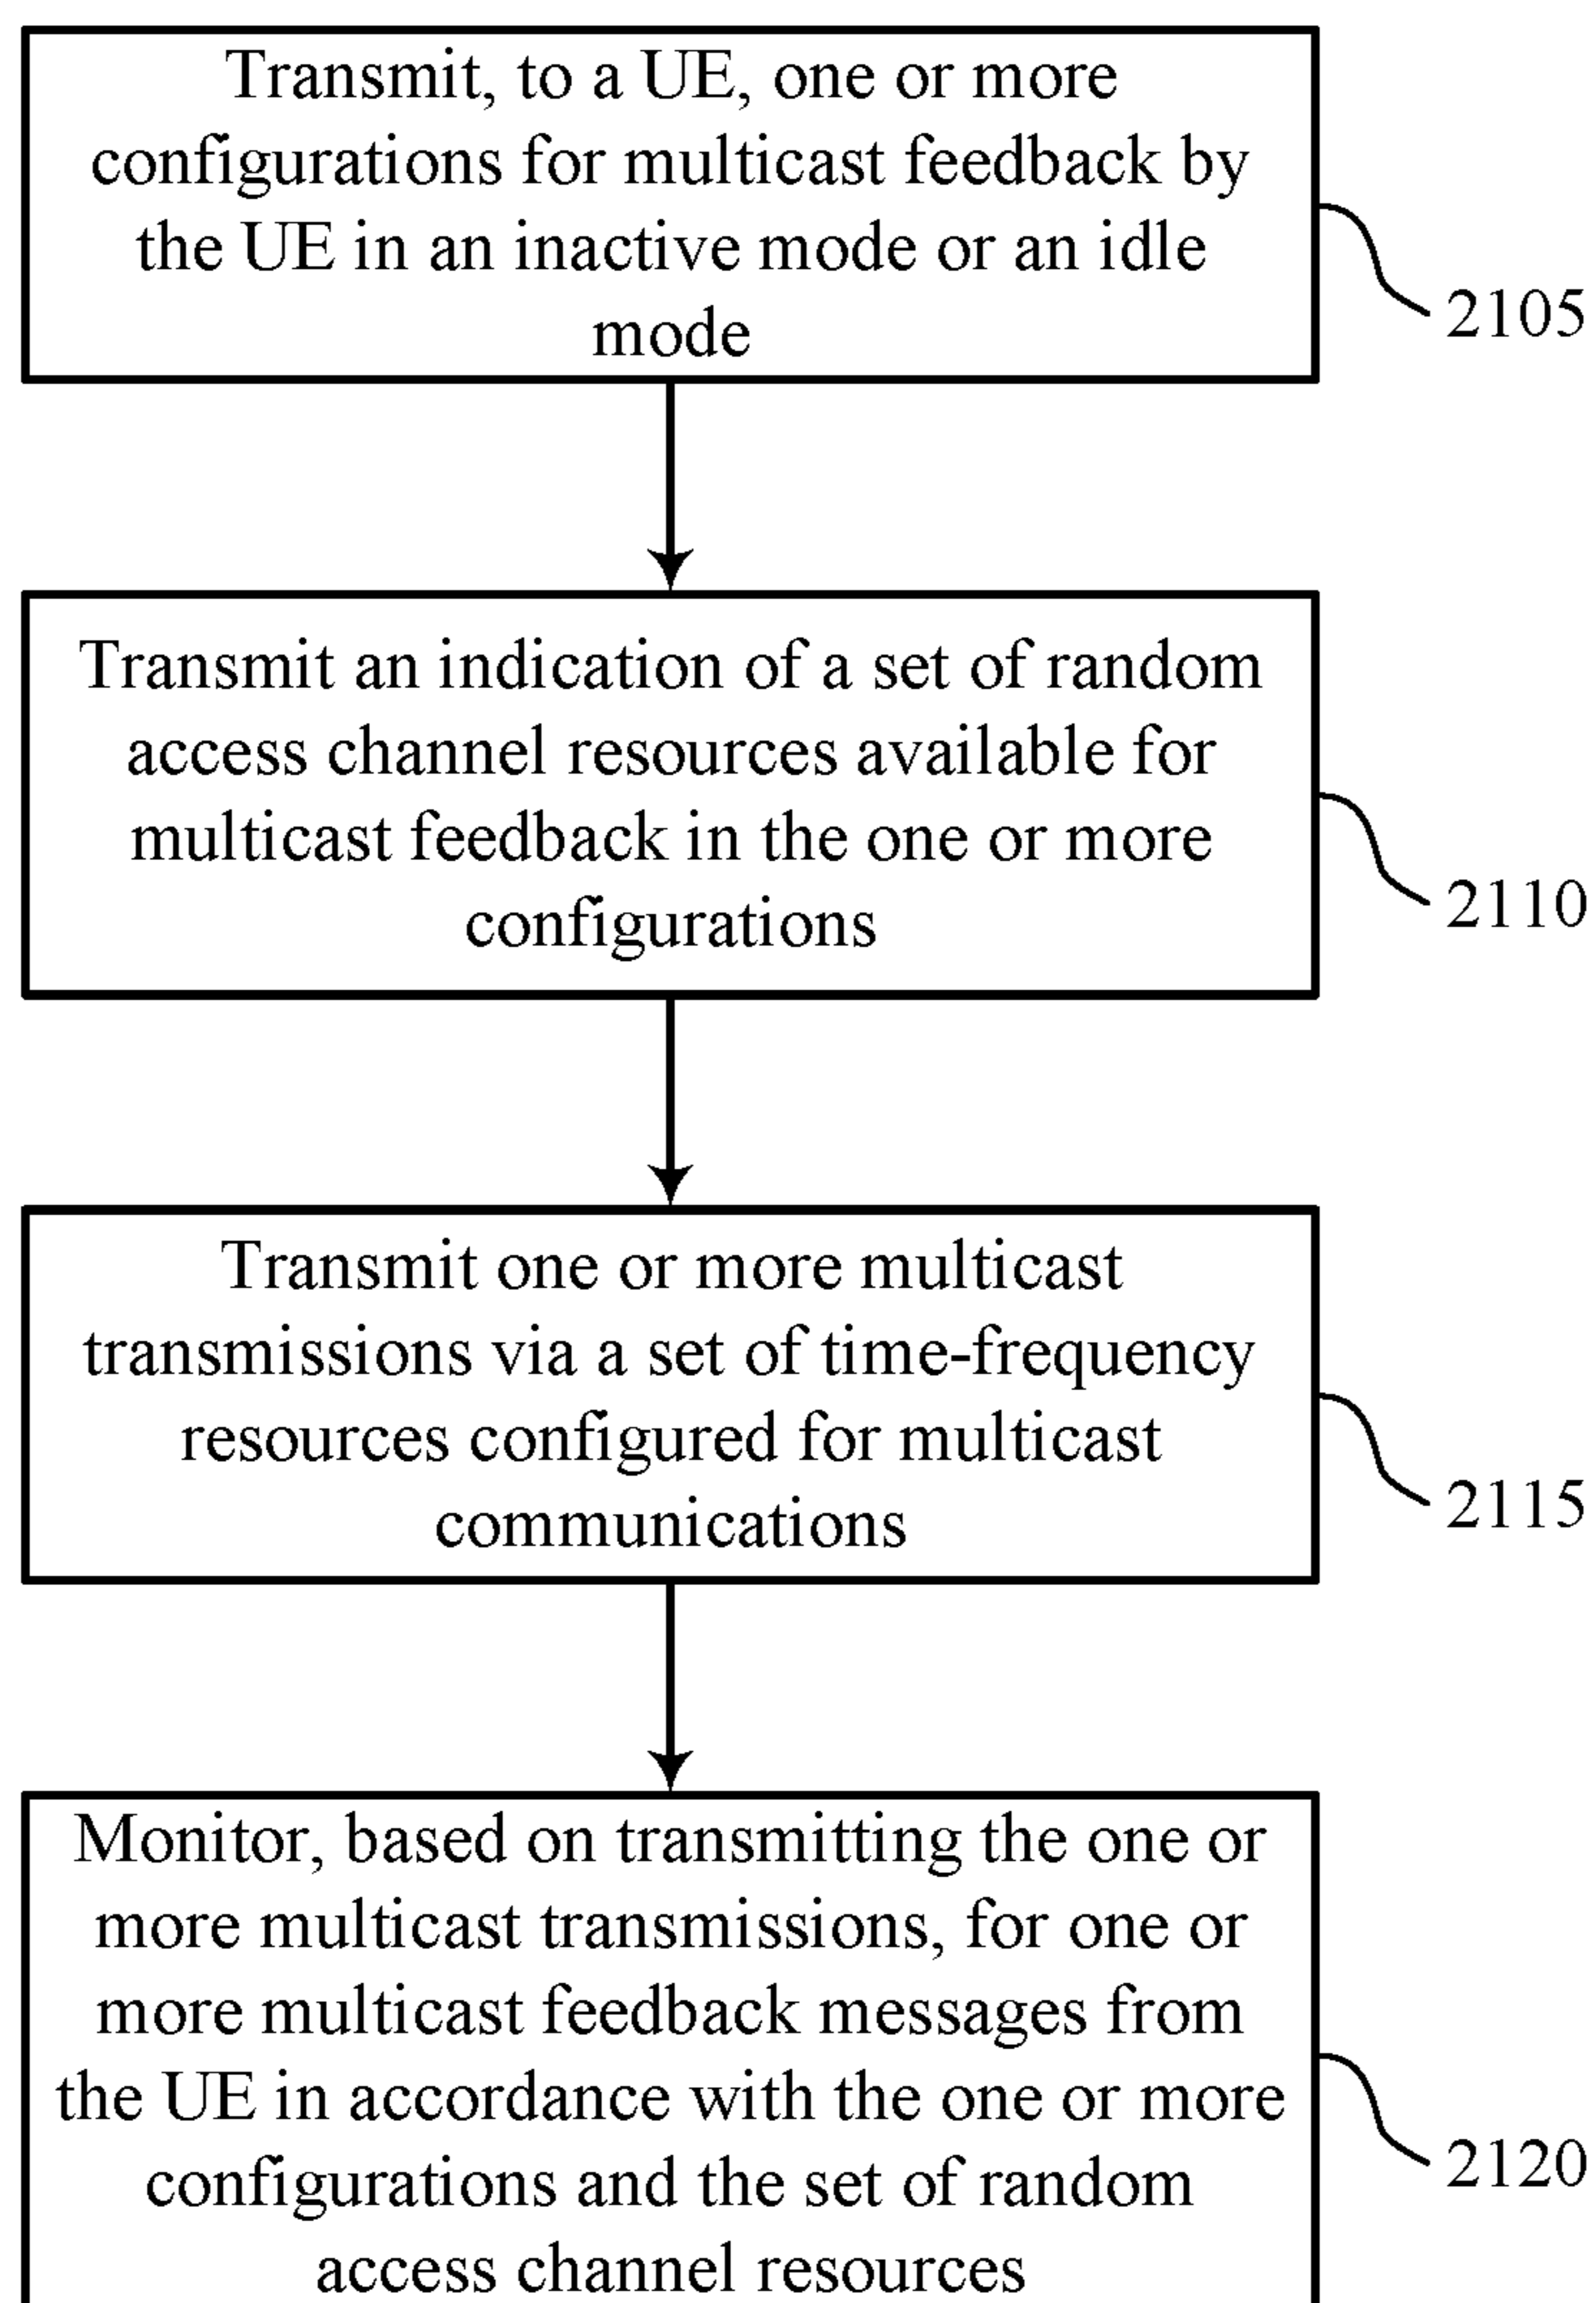 Transmit, to a UE, one or more
configurations for multicast feedback by
the UE in an inactive mode or an idle
mode
2105
Transmit an indication of a set of random
access channel resources available for
multicast feedback in the one or more
configurations
2110
Transmit one or more multicast
transmissions via a set of time-frequency
resources configured for multicast
communications
2115
Monitor, based on transmitting the one or
more multicast transmissions, for one or
more multicast feedback messages from
the UE in accordance with the one or more
configurations and the set of random
access channel resources
2120